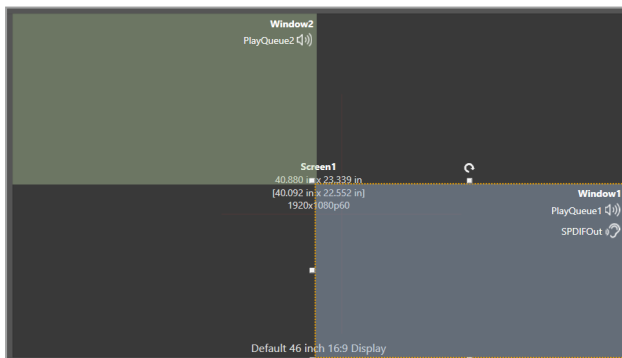 Window2
PlayQueue2
Screen1
40.880 in x 23.339 in
[40.092 in x 22.552 in]
1920x1080p60
Window1
PlayQueue1
SPDIFOut
Default 46 inch 16:9 Display